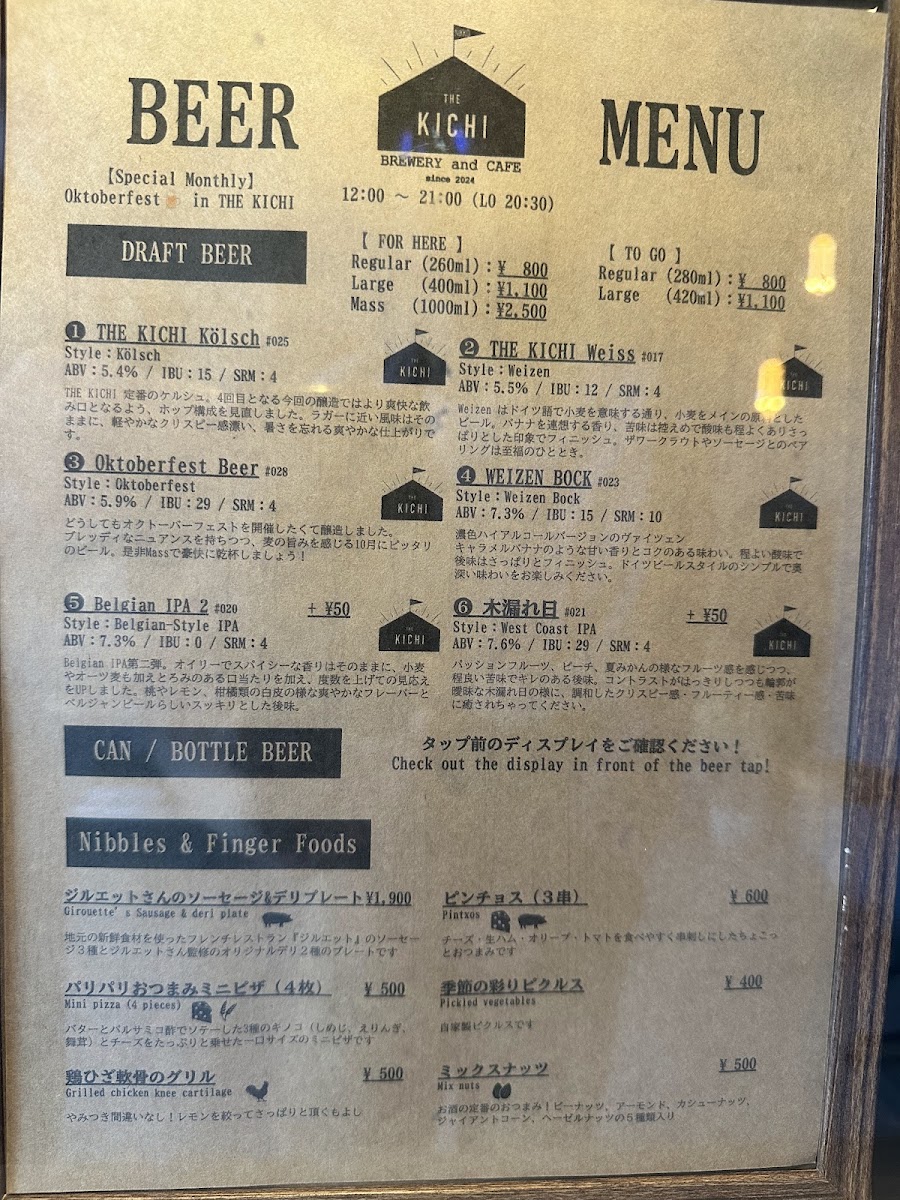 BEER
THE
KICHI
BREWERY and CAFE
since 2024
MENU
【Special Monthly】
Oktoberfest🍺 in THE KICHI
12:00 ～ 21:00 (LO 20:30)
DRAFT BEER
【 FOR HERE 】
Regular (260ml)：¥ 800
Large (400ml)：¥1,100
Mass (1000ml)：¥2,500
【 TO GO 】
Regular (280ml)：¥ 800
Large (420ml)：¥1,100
❶ THE KICHI Kölsch #025
Style：Kölsch
ABV：5.4% / IBU：15 / SRM：4
THE KICHI
THE KICHI 定番のケルシュ。4回目となる今回の醸造ではより爽快な飲
み口となるよう、ホップ構成を見直しました。ラガーに近い風味はその
ままに、軽やかなクリスピー感漂い、暑さを忘れる爽やかな仕上がりで
す。
❷ THE KICHI Weiss #017
Style：Weizen
ABV：5.5% / IBU：12 / SRM：4
KICHI
Weizen はドイツ語で小麦を意味する通り、小麦をメインの原料とした
ビール。バナナを連想する香り、苦味は控えめで酸味も程よくありさっ
ぱりとした印象でフィニッシュ。ザワークラウトやソーセージとのペア
リングは至福のひととき。
❸ Oktoberfest Beer #028
Style：Oktoberfest
ABV：5.9% / IBU：29 / SRM：4
THE KICHI
どうしてもオクトーバーフェストを開催したくて醸造しました。
ブレッディなニュアンスを持ちつつ、麦の旨みを感じる10月にピッタリ
のビール。是非Massで豪快に乾杯しましょう！
❹ WEIZEN BOCK #023
Style：Weizen Bock
ABV：7.3% / IBU：15 / SRM：10
THE KICHI
濃色ハイアルコールバージョンのヴァイツェン
キャラメルバナナのような甘い香りとコクのある味わい。程よい酸味で
後味はさっぱりとフィニッシュ。ドイツビールスタイルのシンプルで奥
深い味わいをお楽しみください。
❺ Belgian IPA 2 #020
+ ¥50
Style：Belgian-Style IPA
ABV：7.3% / IBU：0 / SRM：4
THE KICHI
Belgian IPA第二弾。オイリーでスパイシーな香りはそのままに、小麦
やオーツ麦も加えとろみのある口当たりを加え、度数を上げての見応え
をUPしました。桃やレモン、柑橘類の白皮の様な爽やかなフレーバーと
ベルジャンビールらしいスッキリとした後味。
❻ 木漏れ日 #021
+ ¥50
Style：West Coast IPA
ABV：7.6% / IBU：29 / SRM：4
THE KICHI
パッションフルーツ、ピーチ、夏みかんの様なフルーツ感を感じつつ、
程良い苦味でキレのある後味。コントラストがはっきりしつつも輪郭が
曖昧な木漏れ日の様に、調和したクリスピー感・フルーティー感・苦味
に癒されちゃってください。
CAN / BOTTLE BEER
タップ前のディスプレイをご確認ください！
Check out the display in front of the beer tap!
Nibbles & Finger Foods
ジルエットさんのソーセージ&デリプレート¥1,900
Girouette's Sausage & deri plate
地元の新鮮食材を使ったフレンチレストラン『ジルエット』のソーセー
ジ３種とジルエットさん監修のオリジナルデリ２種のプレートです
ピンチョス（３串） ¥ 600
Pintxos
チーズ・生ハム・オリーブ・トマトを食べやすく串刺しにしたちょこっ
とおつまみです
パリパリおつまみミニピザ（４枚） ¥ 500
Mini pizza (4 pieces)
バターとバルサミコ酢でソテーした3種のキノコ（しめじ、えりんぎ、
舞茸）とチーズをたっぷりと乗せた一口サイズのミニピザです
季節の彩りピクルス ¥ 400
Pickled vegetables
自家製ピクルスです
鶏ひざ軟骨のグリル ¥ 500
Grilled chicken knee cartilage
やみつき間違いなし！レモンを絞ってさっぱりと頂くもよし
ミックスナッツ ¥ 500
Mix nuts
お酒の定番のおつまみ！ピーナッツ、アーモンド、カシューナッツ、
ジャイアントコーン、ヘーゼルナッツの５種類入り